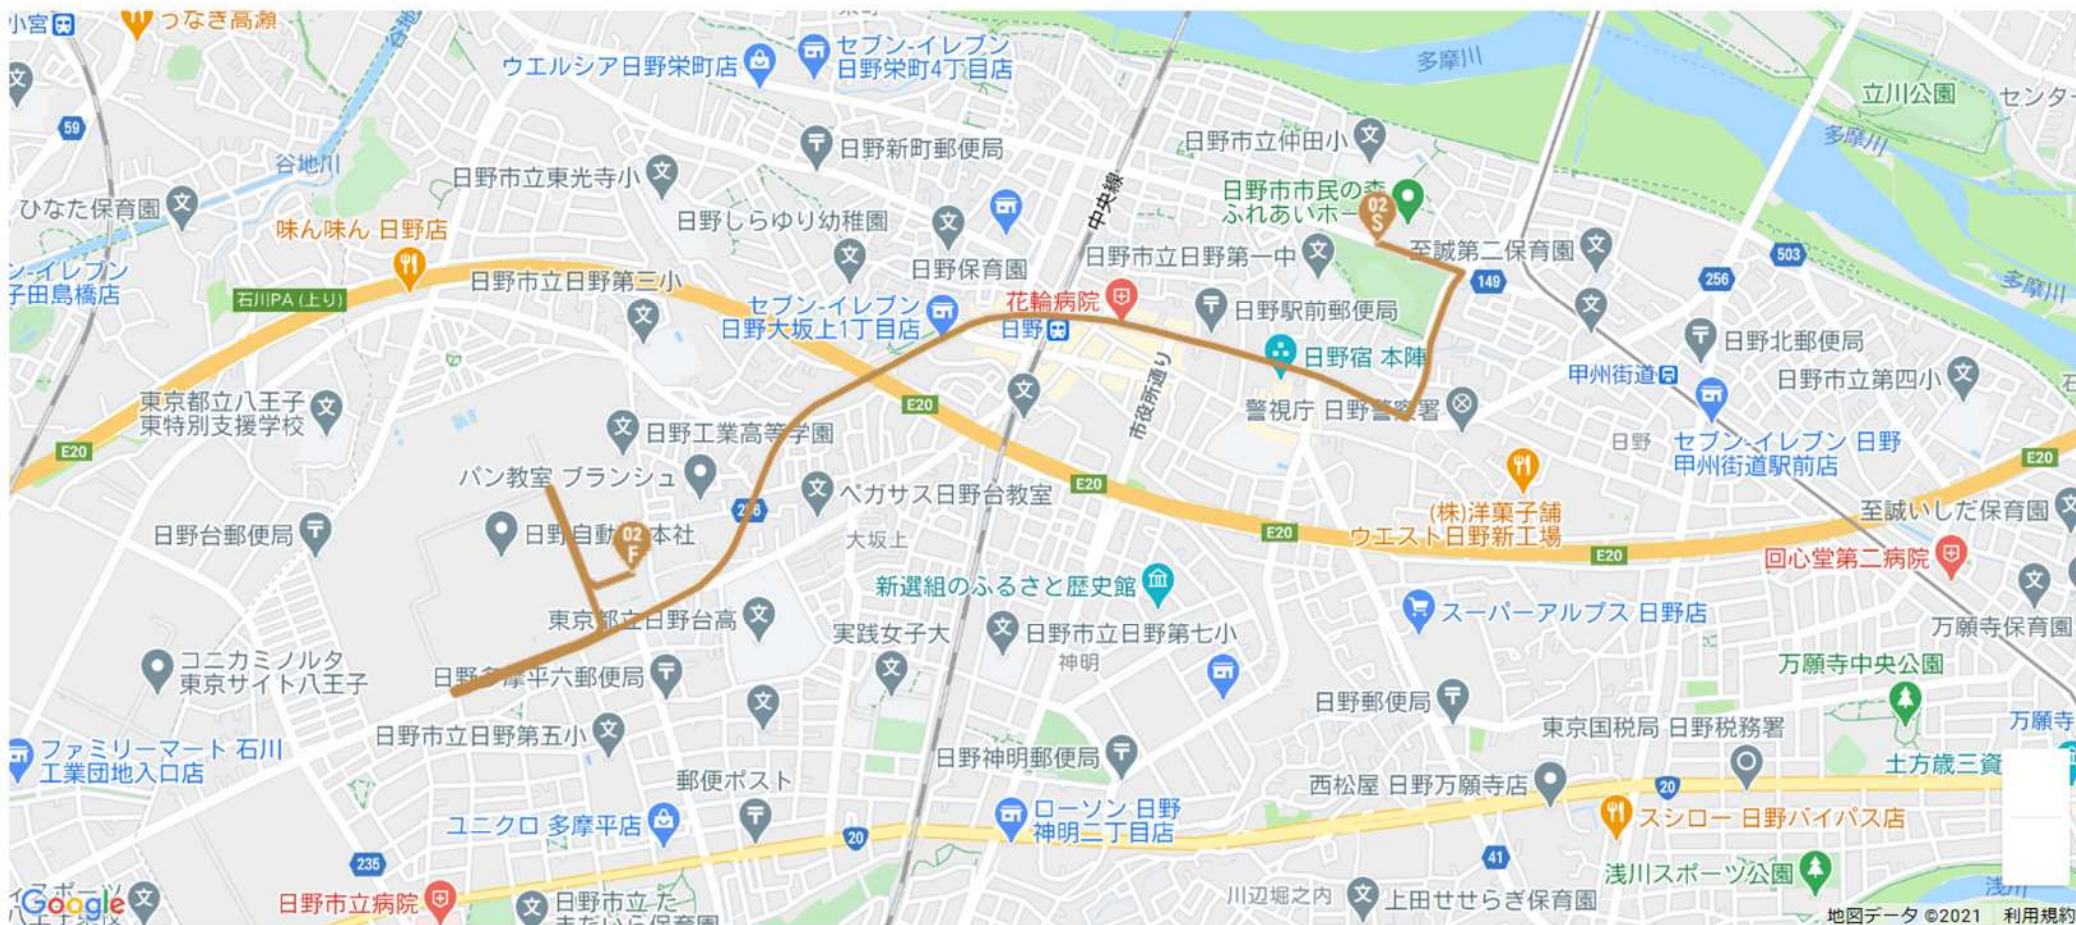 小宮
うなぎ高瀬
ウエルシア日野栄町店
セブン-イレブン
日野栄町4丁目店
多摩川
立川公園
センター
59
谷地川
日野市立東光寺小
日野新町郵便局
日野市立仲田小
多摩川
ひなた保育園
味ん味ん 日野店
日野しらゆり幼稚園
日野保育園
中央線
日野市市民の森
ふれあいホー
02
S
日野市立日野第一中
至誠第二保育園
149
503
256
多摩川
ン-イレブン
子田島橋店
石川PA (上り)
日野市立日野第三小
セブン-イレブン
日野大坂上1丁目店
花輪病院
日野
日野駅前郵便局
日野宿 本陣
日野北郵便局
甲州街道
日野市立第四小
石
東京都立八王子
東特別支援学校
E20
市役所通り
警視庁 日野警察署
日野
セブン-イレブン 日野
甲州街道駅前店
E20
E20
日野工業高等学園
パン教室 ブランシュ
256
ペガサス日野台教室
E20
(株)洋菓子舗
ウエスト日野新工場
至誠いしだ保育園
日野台郵便局
日野自動車本社
02
F
大坂上
E20
E20
回心堂第二病院
新選組のふるさと歴史館
スーパーアルプス 日野店
東京都立日野台高
実践女子大
日野市立日野第七小
神明
万願寺保育園
コニカミノルタ
東京サイト八王子
日野多摩平六郵便局
万願寺中央公園
日野郵便局
万願寺
日野市立日野第五小
東京国税局 日野税務署
ファミリーマート 石川
工業団地入口店
日野神明郵便局
土方歳三資
郵便ポスト
西松屋 日野万願寺店
20
ユニクロ 多摩平店
ローソン 日野
神明二丁目店
スシロー 日野バイパス店
20
235
41
浅川スポーツ公園
浅川
日野市立病院
日野市立 た
川辺堀之内
上田せせらぎ保育園
Google
地図データ ©2021
利用規約